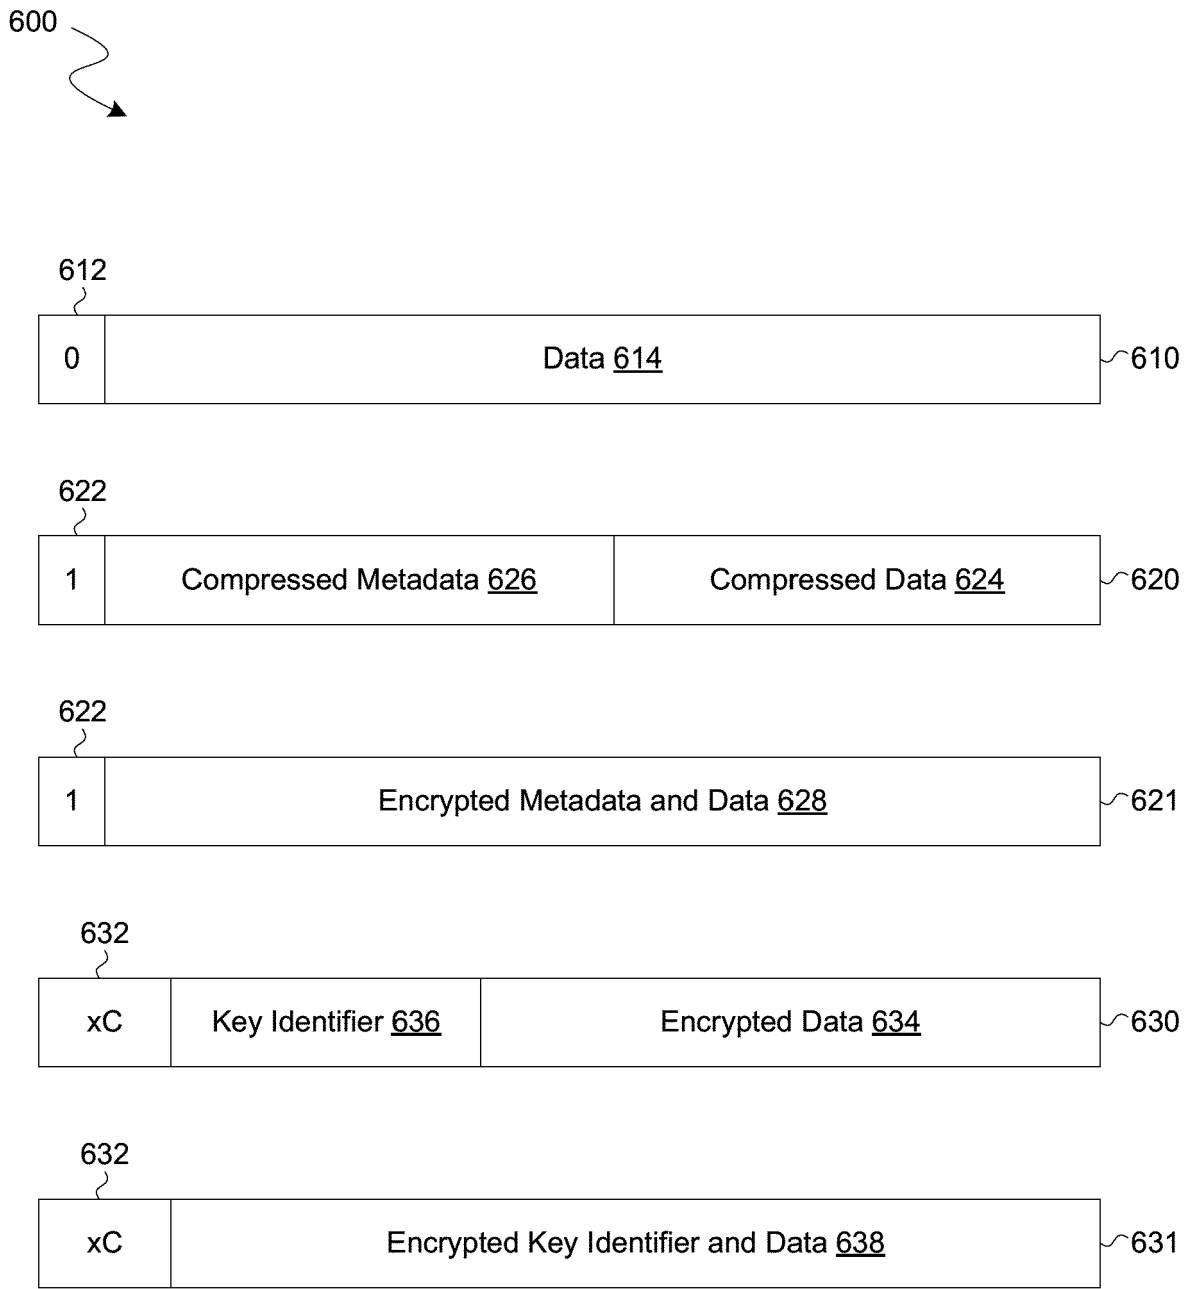 600
612
0 Data 614 610
622
1 Compressed Metadata 626 Compressed Data 624 620
622
1 Encrypted Metadata and Data 628 621
632
xC Key Identifier 636 Encrypted Data 634 630
632
xC Encrypted Key Identifier and Data 638 631